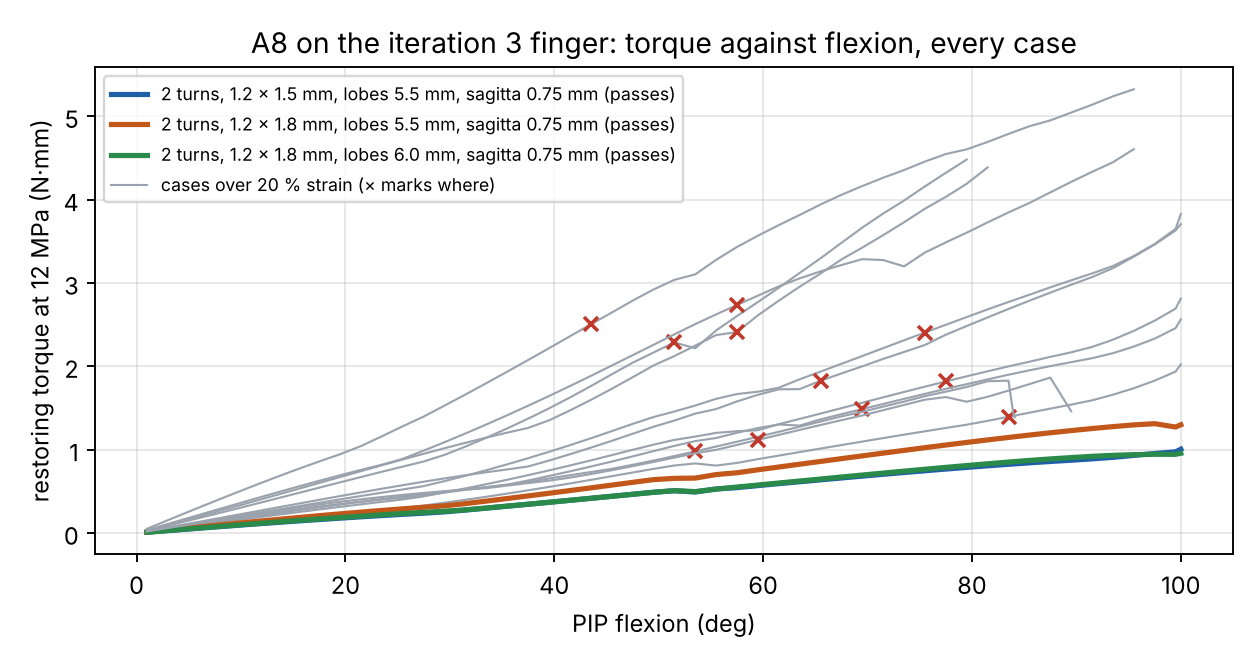 A8 on the iteration 3 finger: torque against flexion, every case
2 turns, 1.2 × 1.5 mm, lobes 5.5 mm, sagitta 0.75 mm (passes)
2 turns, 1.2 × 1.8 mm, lobes 5.5 mm, sagitta 0.75 mm (passes)
2 turns, 1.2 × 1.8 mm, lobes 6.0 mm, sagitta 0.75 mm (passes)
cases over 20 % strain (× marks where)
restoring torque at 12 MPa (N·mm)
5
4
3
2
1
0
0 20 40 60 80 100
PIP flexion (deg)